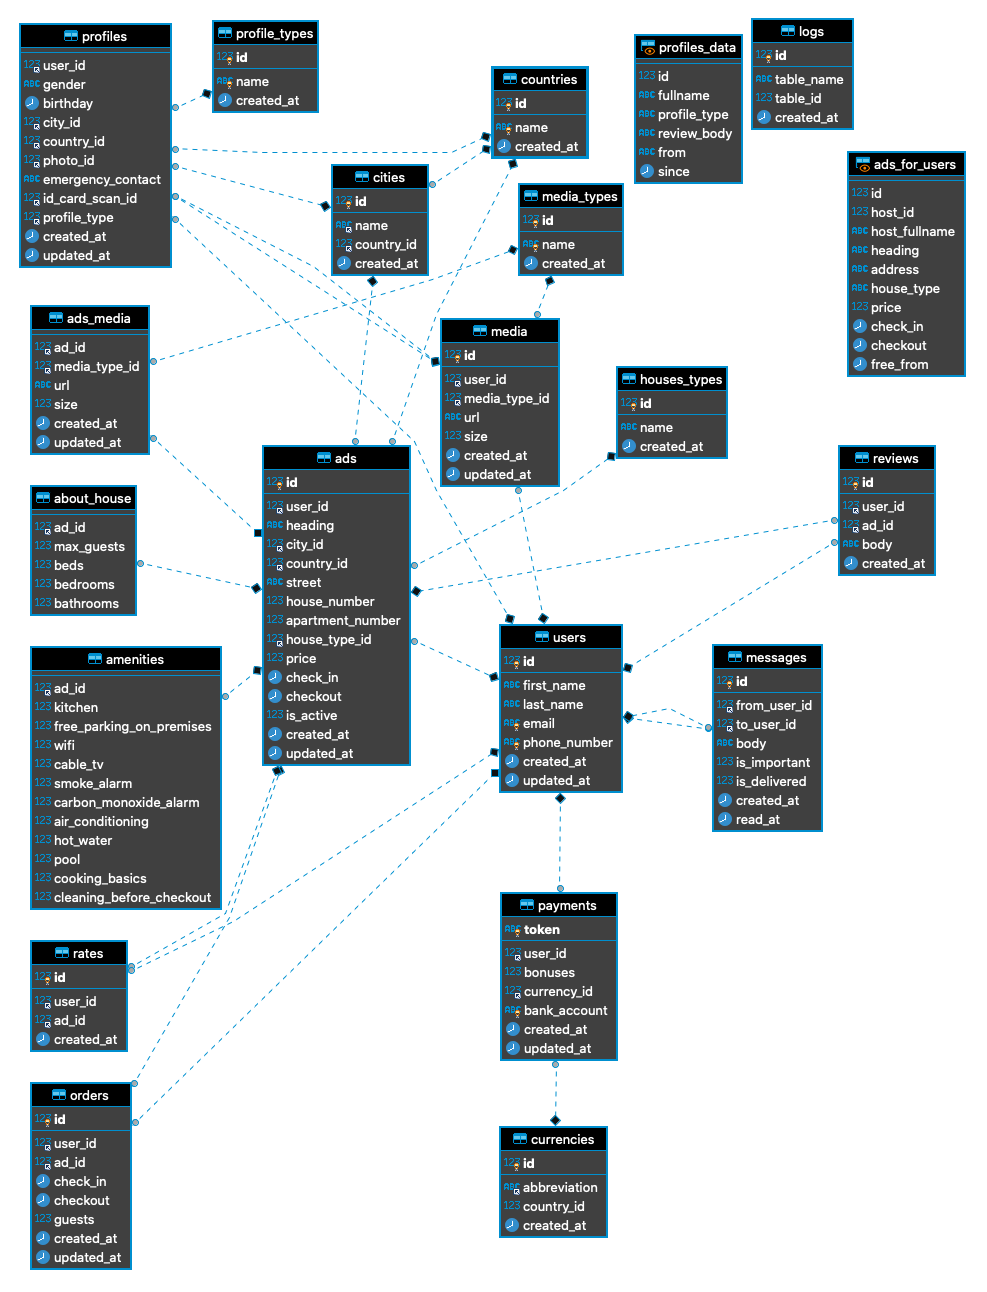 profiles
123 user_id
ABC gender
birthday
123 city_id
123 country_id
123 photo_id
ABC emergency_contact
123 id_card_scan_id
123 profile_type
created_at
updated_at
profile_types
123 id
ABC name
created_at
countries
123 id
ABC name
created_at
profiles_data
123 id
ABC fullname
ABC profile_type
ABC review_body
ABC from
since
logs
123 id
ABC table_name
123 table_id
created_at
cities
123 id
ABC name
123 country_id
created_at
media_types
123 id
ABC name
created_at
ads_for_users
123 id
123 host_id
ABC host_fullname
ABC heading
ABC address
ABC house_type
123 price
check_in
checkout
free_from
ads_media
123 ad_id
123 media_type_id
ABC url
123 size
created_at
updated_at
media
123 id
123 user_id
123 media_type_id
ABC url
123 size
created_at
updated_at
houses_types
123 id
ABC name
created_at
about_house
123 ad_id
123 max_guests
123 beds
123 bedrooms
123 bathrooms
ads
123 id
123 user_id
ABC heading
123 city_id
123 country_id
ABC street
123 house_number
123 apartment_number
123 house_type_id
123 price
check_in
checkout
123 is_active
created_at
updated_at
reviews
123 id
123 user_id
123 ad_id
ABC body
created_at
amenities
123 ad_id
123 kitchen
123 free_parking_on_premises
123 wifi
123 cable_tv
123 smoke_alarm
123 carbon_monoxide_alarm
123 air_conditioning
123 hot_water
123 pool
123 cooking_basics
123 cleaning_before_checkout
users
123 id
ABC first_name
ABC last_name
ABC email
ABC phone_number
created_at
updated_at
messages
123 id
123 from_user_id
123 to_user_id
ABC body
123 is_important
123 is_delivered
created_at
read_at
rates
123 id
123 user_id
123 ad_id
created_at
payments
ABC token
123 user_id
123 bonuses
123 currency_id
ABC bank_account
created_at
updated_at
orders
123 id
123 user_id
123 ad_id
check_in
checkout
123 guests
created_at
updated_at
currencies
123 id
ABC abbreviation
123 country_id
created_at